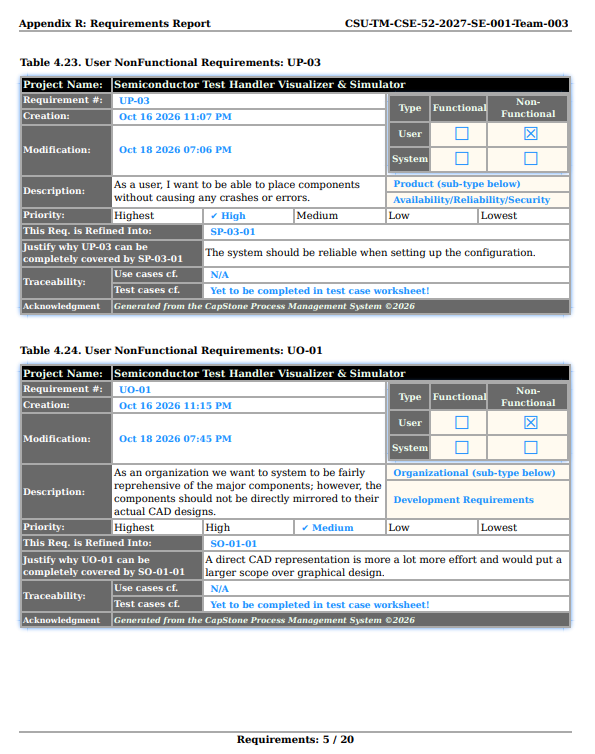 Appendix R: Requirements Report CSU-TM-CSE-52-2027-SE-001-Team-003
Table 4.23. User NonFunctional Requirements: UP-03
Project Name: Semiconductor Test Handler Visualizer & Simulator
Requirement #: UP-03
Creation: Oct 16 2026 11:07 PM
Modification: Oct 18 2026 07:06 PM
Type Functional Non-
Functional
User ☐ ☒
System ☐ ☐
Description: As a user, I want to be able to place components
without causing any crashes or errors.
Product (sub-type below)
Availability/Reliability/Security
Priority: Highest ✓ High Medium Low Lowest
This Req. is Refined Into: SP-03-01
Justify why UP-03 can be
completely covered by SP-03-01
The system should be reliable when setting up the configuration.
Traceability: Use cases cf. N/A
Test cases cf. Yet to be completed in test case worksheet!
Acknowledgment Generated from the CapStone Process Management System ©2026
Table 4.24. User NonFunctional Requirements: UO-01
Project Name: Semiconductor Test Handler Visualizer & Simulator
Requirement #: UO-01
Creation: Oct 16 2026 11:15 PM
Modification: Oct 18 2026 07:45 PM
Type Functional Non-
Functional
User ☐ ☒
System ☐ ☐
Description: As an organization we want to system to be fairly
reprehensive of the major components; however, the
components should not be directly mirrored to their
actual CAD designs.
Organizational (sub-type below)
Development Requirements
Priority: Highest High ✓ Medium Low Lowest
This Req. is Refined Into: SO-01-01
Justify why UO-01 can be
completely covered by SO-01-01
A direct CAD representation is more a lot more effort and would put a
larger scope over graphical design.
Traceability: Use cases cf. N/A
Test cases cf. Yet to be completed in test case worksheet!
Acknowledgment Generated from the CapStone Process Management System ©2026
Requirements: 5 / 20